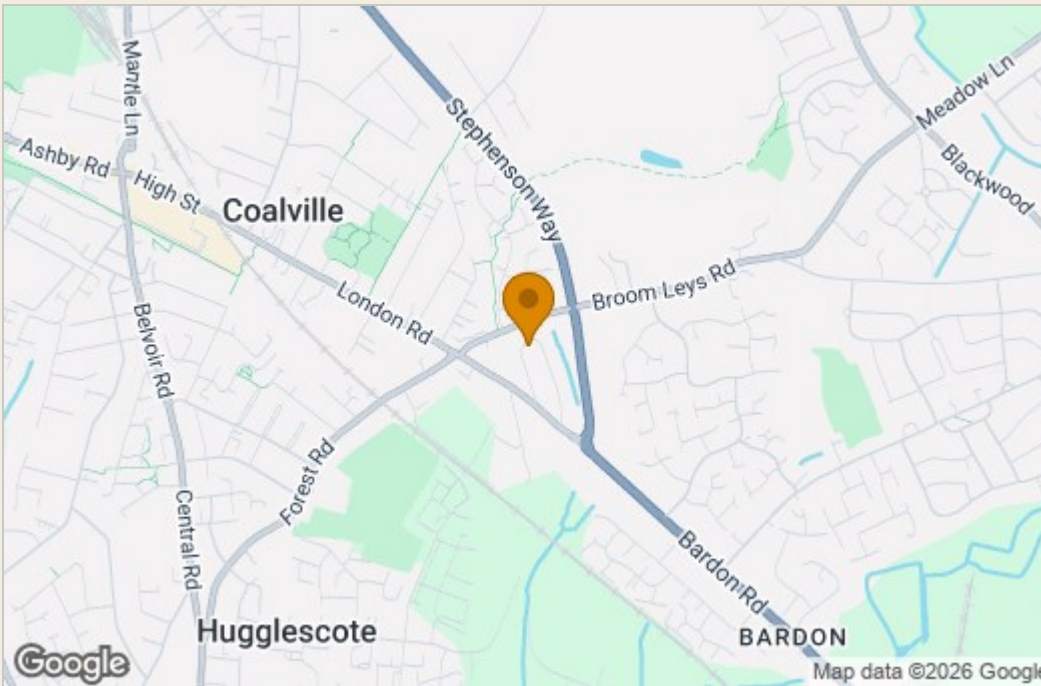 Mantle Ln
Ashby Rd
High St
Coalville
Stephenson Way
Meadow Ln
Blackwood
London Rd
Broom Leys Rd
Belvoir Rd
Forest Rd
Central Rd
Bardon Rd
Hugglescote
BARDON
Google
Map data ©2026 Google